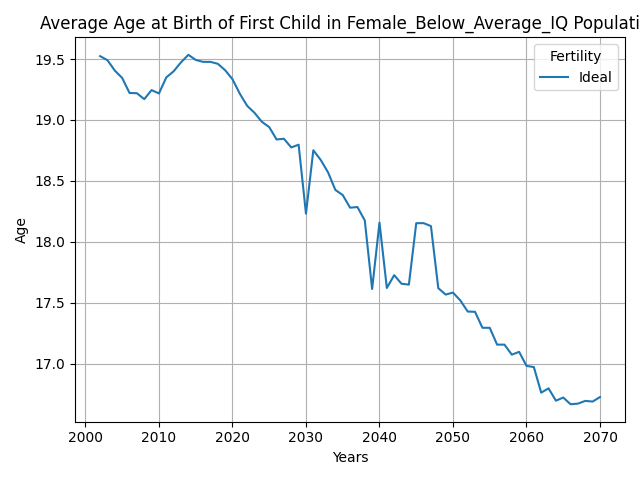 Average Age at Birth of First Child in Female_Below_Average_IQ Populati
Fertility
Ideal
19.5
19.0
18.5
18.0
17.5
17.0
Age
2000 2010 2020 2030 2040 2050 2060 2070
Years